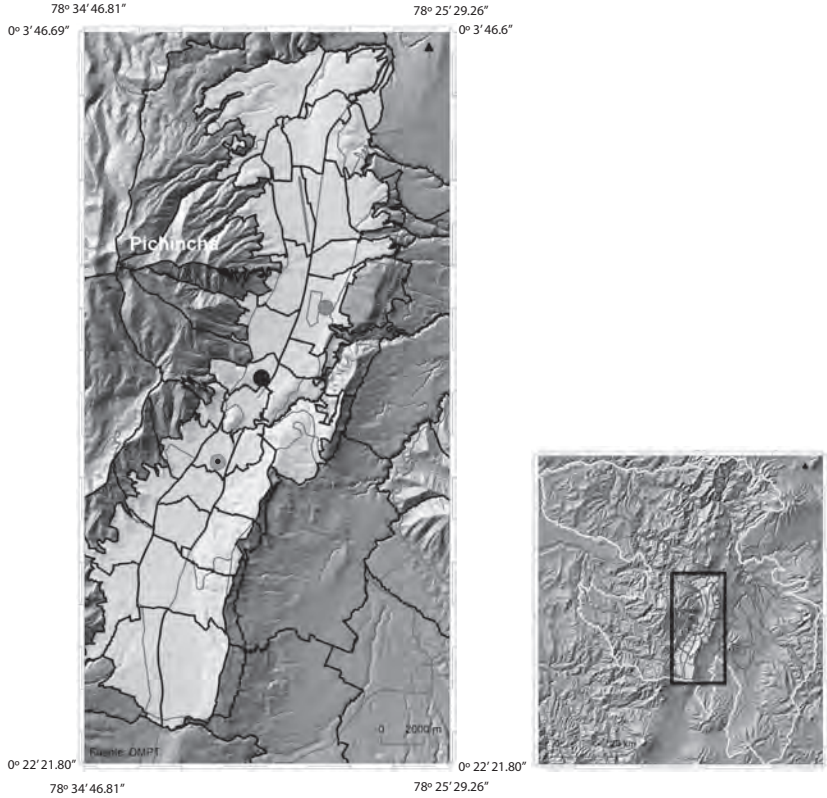 78º 34’ 46.81” 78º 25’ 29.26”
0º 3’ 46.69” 0º 3’ 46.6”
Pichincha
0 2000 m
Fuente: DMPT
0º 22’ 21.80” 0º 22’ 21.80”
78º 34’ 46.81” 78º 25’ 29.26”